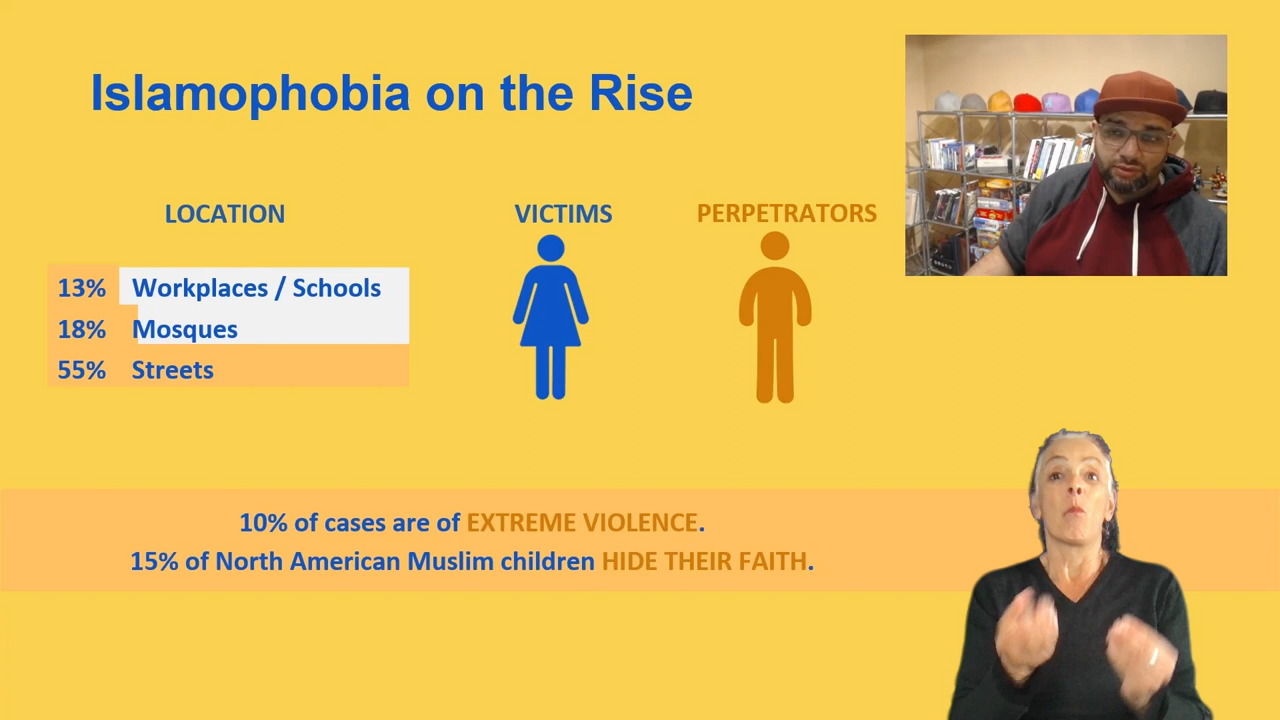 Islamophobia on the Rise
LOCATION
13% Workplaces / Schools
18% Mosques
55% Streets
VICTIMS
PERPETRATORS
10% of cases are of EXTREME VIOLENCE.
15% of North American Muslim children HIDE THEIR FAITH.